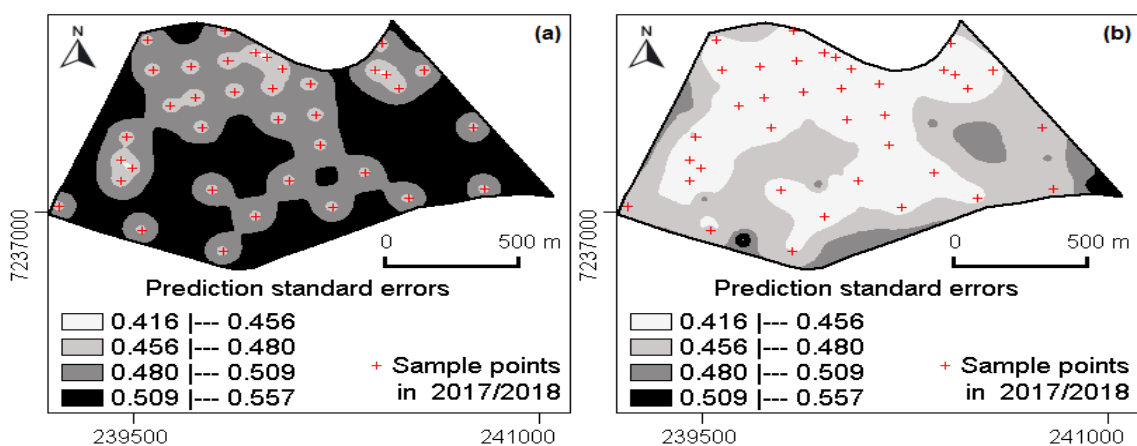 N
(a)
7237000
0 500 m
Prediction standard errors
0.416 |--- 0.456
0.456 |--- 0.480
0.480 |--- 0.509
0.509 |--- 0.557
+ Sample points
in 2017/2018
239500 241000
N
(b)
7237000
0 500 m
Prediction standard errors
0.416 |--- 0.456
0.456 |--- 0.480
0.480 |--- 0.509
0.509 |--- 0.557
+ Sample points
in 2017/2018
239500 241000